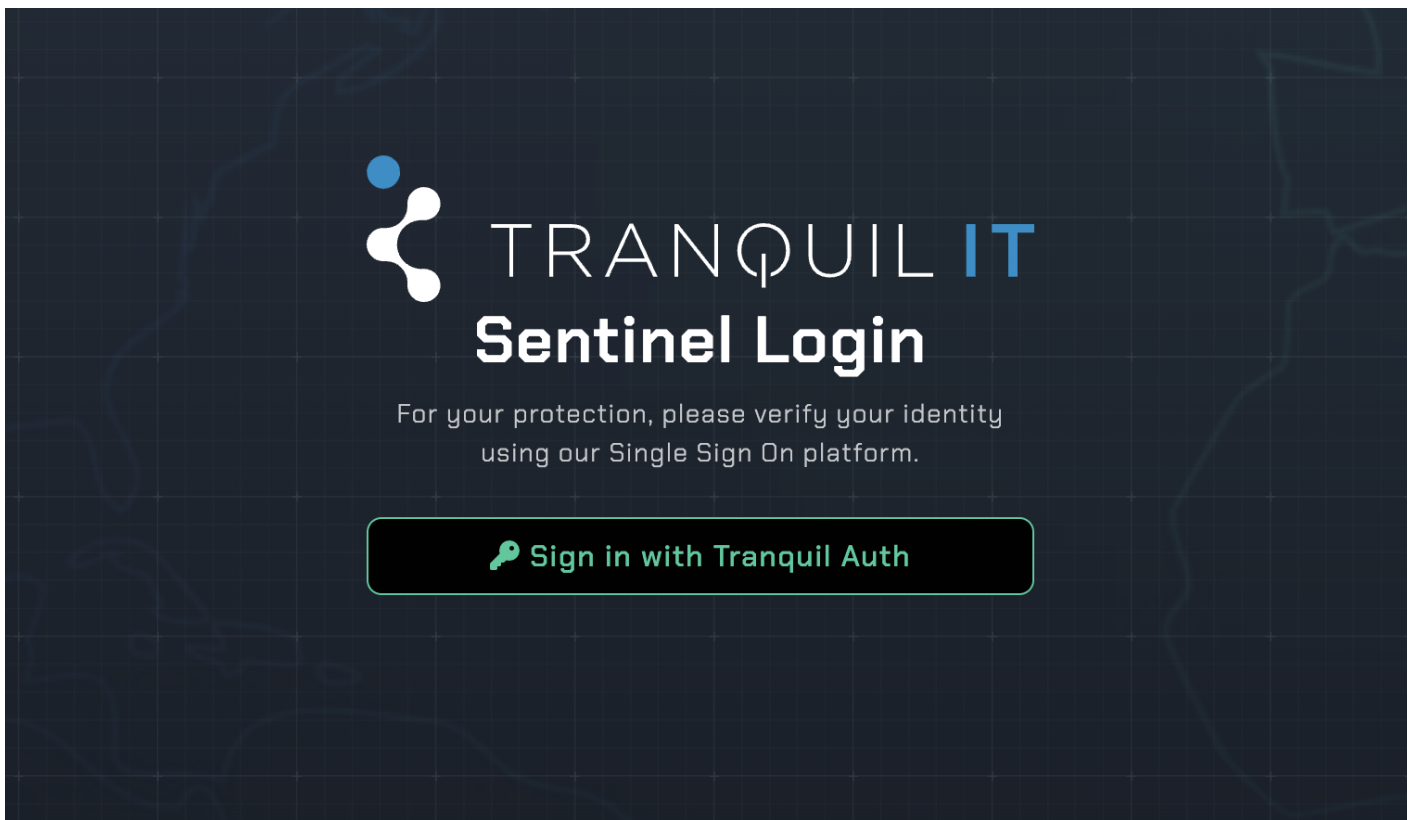 TRANQUIL IT
Sentinel Login
For your protection, please verify your identity
using our Single Sign On platform.
Sign in with Tranquil Auth